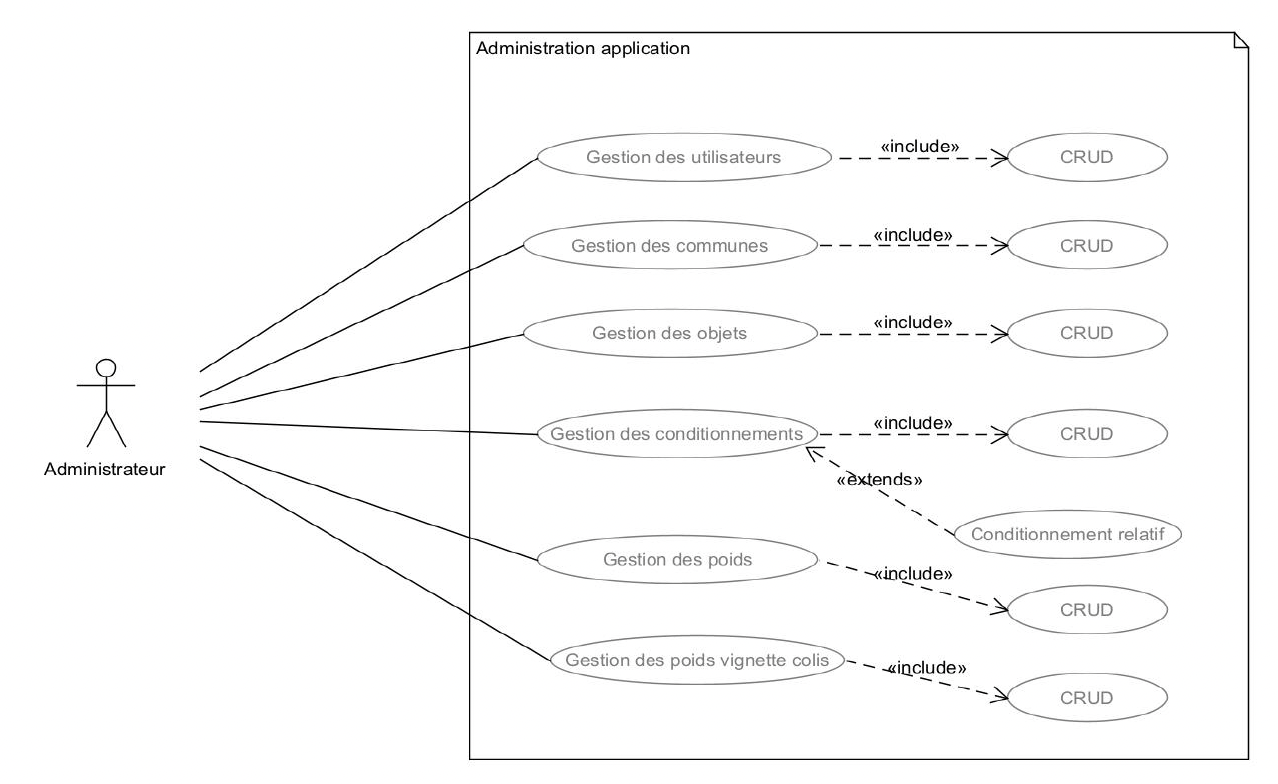 Administration application
Gestion des utilisateurs
«include»
CRUD
Gestion des communes
«include»
CRUD
Gestion des objets
«include»
CRUD
Gestion des conditionnements
«include»
CRUD
«extends»
Conditionnement relatif
Administrateur
Gestion des poids
«include»
CRUD
Gestion des poids vignette colis
«include»
CRUD